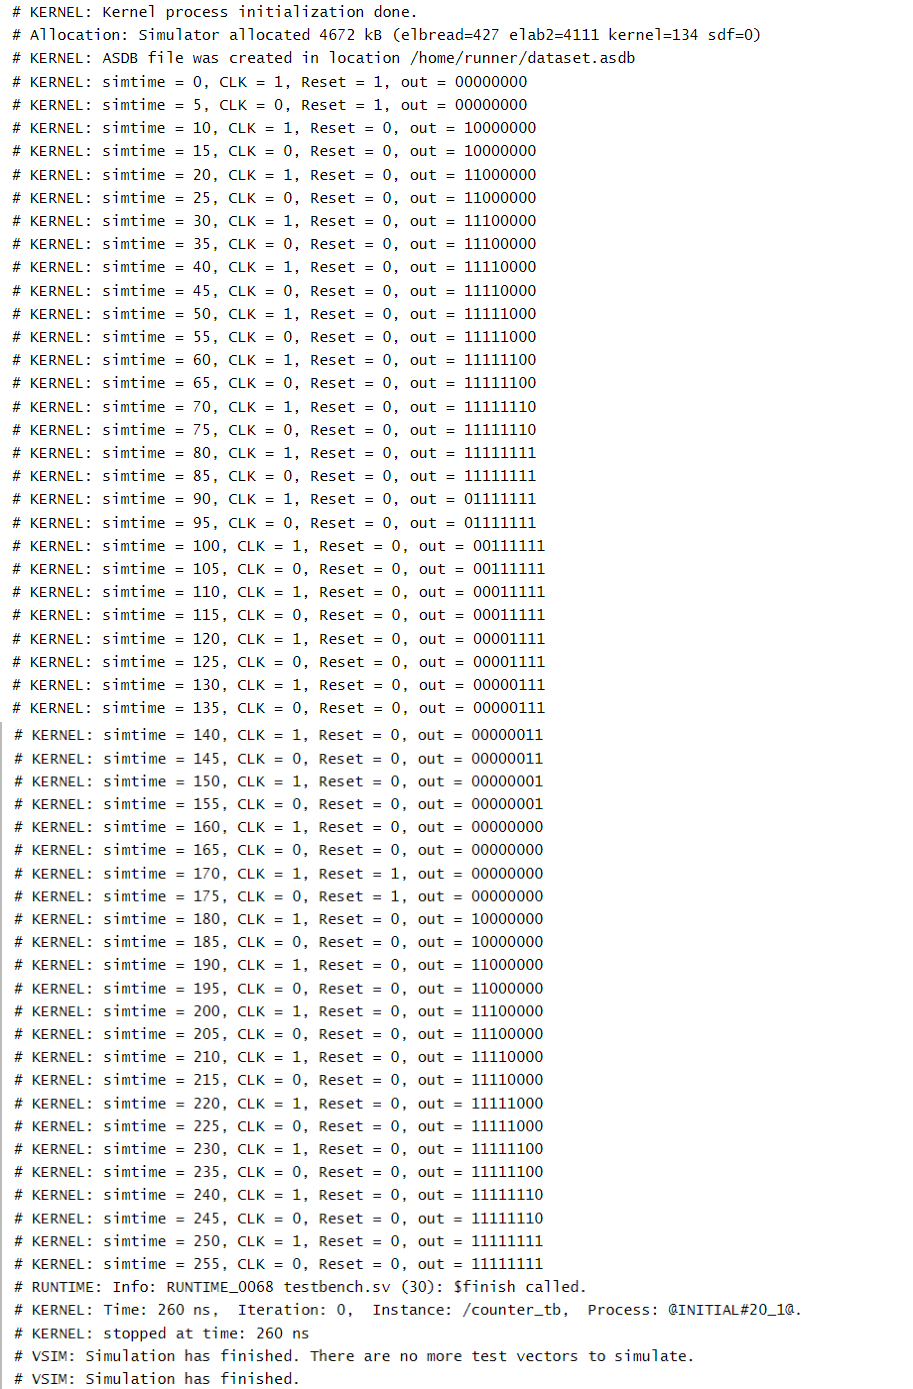 # KERNEL: Kernel process initialization done.
# Allocation: Simulator allocated 4672 kB (elbread=427 elab2=4111 kernel=134 sdf=0)
# KERNEL: ASDB file was created in location /home/runner/dataset.asdb
# KERNEL: simtime = 0, CLK = 1, Reset = 1, out = 00000000
# KERNEL: simtime = 5, CLK = 0, Reset = 1, out = 00000000
# KERNEL: simtime = 10, CLK = 1, Reset = 0, out = 10000000
# KERNEL: simtime = 15, CLK = 0, Reset = 0, out = 10000000
# KERNEL: simtime = 20, CLK = 1, Reset = 0, out = 11000000
# KERNEL: simtime = 25, CLK = 0, Reset = 0, out = 11000000
# KERNEL: simtime = 30, CLK = 1, Reset = 0, out = 11100000
# KERNEL: simtime = 35, CLK = 0, Reset = 0, out = 11100000
# KERNEL: simtime = 40, CLK = 1, Reset = 0, out = 11110000
# KERNEL: simtime = 45, CLK = 0, Reset = 0, out = 11110000
# KERNEL: simtime = 50, CLK = 1, Reset = 0, out = 11111000
# KERNEL: simtime = 55, CLK = 0, Reset = 0, out = 11111000
# KERNEL: simtime = 60, CLK = 1, Reset = 0, out = 11111100
# KERNEL: simtime = 65, CLK = 0, Reset = 0, out = 11111100
# KERNEL: simtime = 70, CLK = 1, Reset = 0, out = 11111110
# KERNEL: simtime = 75, CLK = 0, Reset = 0, out = 11111110
# KERNEL: simtime = 80, CLK = 1, Reset = 0, out = 11111111
# KERNEL: simtime = 85, CLK = 0, Reset = 0, out = 11111111
# KERNEL: simtime = 90, CLK = 1, Reset = 0, out = 01111111
# KERNEL: simtime = 95, CLK = 0, Reset = 0, out = 01111111
# KERNEL: simtime = 100, CLK = 1, Reset = 0, out = 00111111
# KERNEL: simtime = 105, CLK = 0, Reset = 0, out = 00111111
# KERNEL: simtime = 110, CLK = 1, Reset = 0, out = 00011111
# KERNEL: simtime = 115, CLK = 0, Reset = 0, out = 00011111
# KERNEL: simtime = 120, CLK = 1, Reset = 0, out = 00001111
# KERNEL: simtime = 125, CLK = 0, Reset = 0, out = 00001111
# KERNEL: simtime = 130, CLK = 1, Reset = 0, out = 00000111
# KERNEL: simtime = 135, CLK = 0, Reset = 0, out = 00000111
# KERNEL: simtime = 140, CLK = 1, Reset = 0, out = 00000011
# KERNEL: simtime = 145, CLK = 0, Reset = 0, out = 00000011
# KERNEL: simtime = 150, CLK = 1, Reset = 0, out = 00000001
# KERNEL: simtime = 155, CLK = 0, Reset = 0, out = 00000001
# KERNEL: simtime = 160, CLK = 1, Reset = 0, out = 00000000
# KERNEL: simtime = 165, CLK = 0, Reset = 0, out = 00000000
# KERNEL: simtime = 170, CLK = 1, Reset = 1, out = 00000000
# KERNEL: simtime = 175, CLK = 0, Reset = 1, out = 00000000
# KERNEL: simtime = 180, CLK = 1, Reset = 0, out = 10000000
# KERNEL: simtime = 185, CLK = 0, Reset = 0, out = 10000000
# KERNEL: simtime = 190, CLK = 1, Reset = 0, out = 11000000
# KERNEL: simtime = 195, CLK = 0, Reset = 0, out = 11000000
# KERNEL: simtime = 200, CLK = 1, Reset = 0, out = 11100000
# KERNEL: simtime = 205, CLK = 0, Reset = 0, out = 11100000
# KERNEL: simtime = 210, CLK = 1, Reset = 0, out = 11110000
# KERNEL: simtime = 215, CLK = 0, Reset = 0, out = 11110000
# KERNEL: simtime = 220, CLK = 1, Reset = 0, out = 11111000
# KERNEL: simtime = 225, CLK = 0, Reset = 0, out = 11111000
# KERNEL: simtime = 230, CLK = 1, Reset = 0, out = 11111100
# KERNEL: simtime = 235, CLK = 0, Reset = 0, out = 11111100
# KERNEL: simtime = 240, CLK = 1, Reset = 0, out = 11111110
# KERNEL: simtime = 245, CLK = 0, Reset = 0, out = 11111110
# KERNEL: simtime = 250, CLK = 1, Reset = 0, out = 11111111
# KERNEL: simtime = 255, CLK = 0, Reset = 0, out = 11111111
# RUNTIME: Info: RUNTIME_0068 testbench.sv (30): $finish called.
# KERNEL: Time: 260 ns,  Iteration: 0,  Instance: /counter_tb,  Process: @INITIAL#20_1@.
# KERNEL: stopped at time: 260 ns
# VSIM: Simulation has finished. There are no more test vectors to simulate.
# VSIM: Simulation has finished.